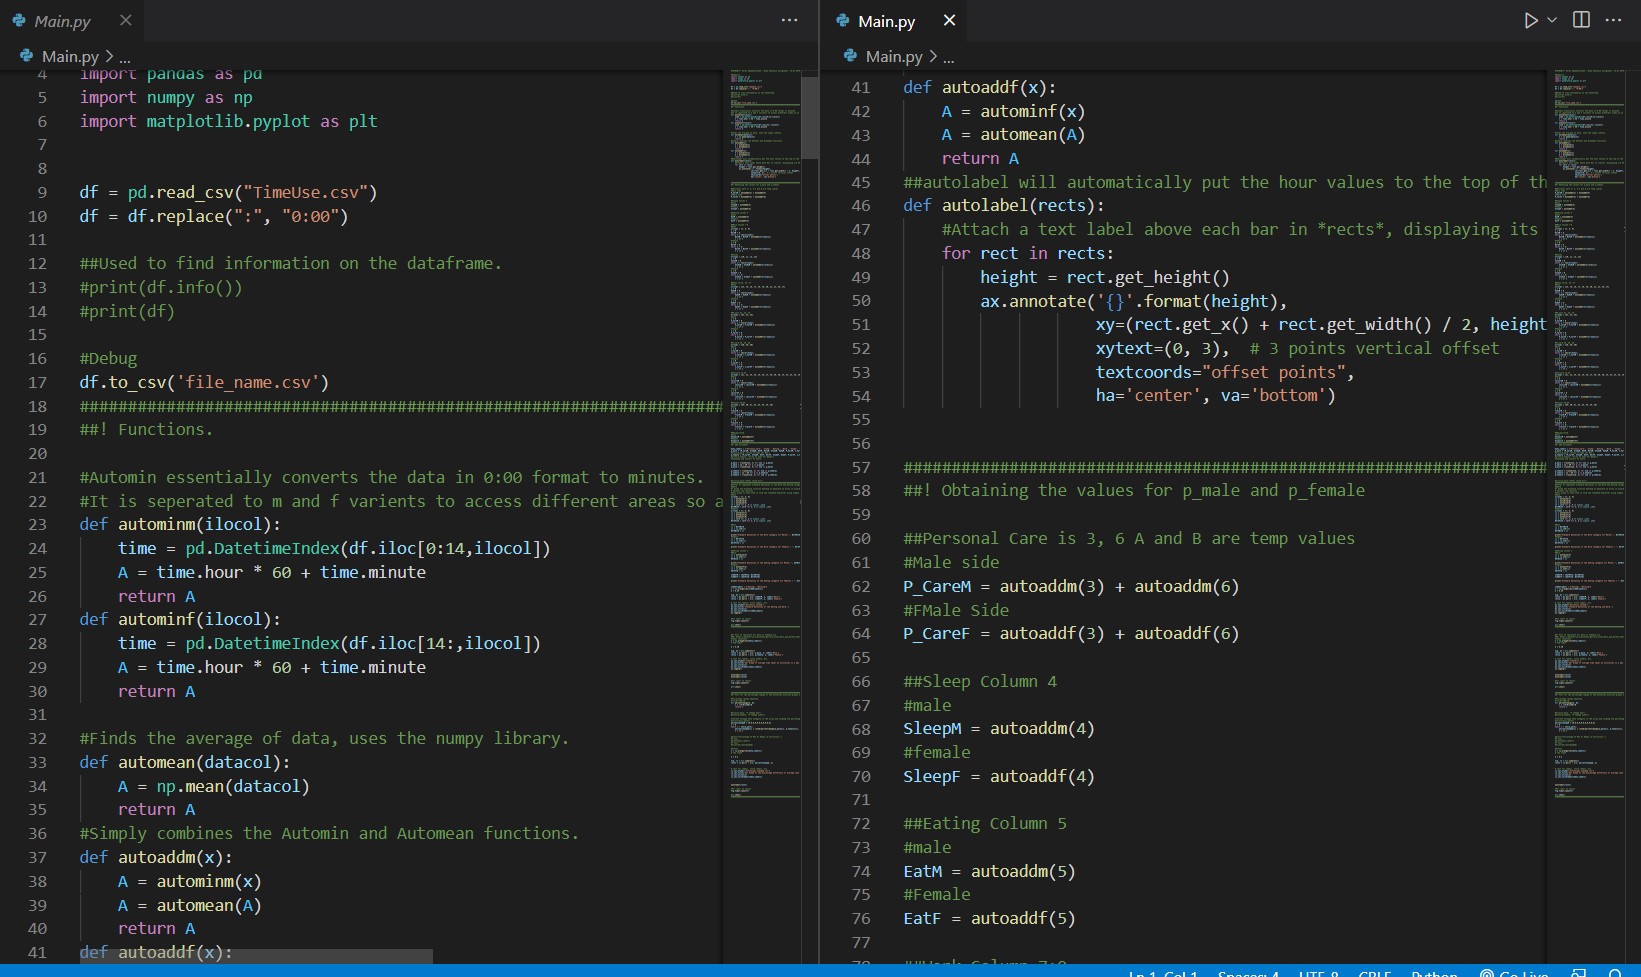 Main.py
Main.py > ...
4 import pandas as pd
5 import numpy as np
6 import matplotlib.pyplot as plt
7
8
9 df = pd.read_csv("TimeUse.csv")
10 df = df.replace(":", "0:00")
11
12 ##Used to find information on the dataframe.
13 #print(df.info())
14 #print(df)
15
16 #Debug
17 df.to_csv('file_name.csv')
18 ###################################################################
19 ##! Functions.
20
21 #Automin essentially converts the data in 0:00 format to minutes.
22 #It is seperated to m and f varients to access different areas so a
23 def autominm(ilocol):
24     time = pd.DatetimeIndex(df.iloc[0:14,ilocol])
25     A = time.hour * 60 + time.minute
26     return A
27 def autominf(ilocol):
28     time = pd.DatetimeIndex(df.iloc[14:,ilocol])
29     A = time.hour * 60 + time.minute
30     return A
31
32 #Finds the average of data, uses the numpy library.
33 def automean(datacol):
34     A = np.mean(datacol)
35     return A
36 #Simply combines the Automin and Automean functions.
37 def autoaddm(x):
38     A = autominm(x)
39     A = automean(A)
40     return A
41 def autoaddf(x):
Main.py
Main.py > ...
41 def autoaddf(x):
42     A = autominf(x)
43     A = automean(A)
44     return A
45 ##autolabel will automatically put the hour values to the top of th
46 def autolabel(rects):
47     #Attach a text label above each bar in *rects*, displaying its
48     for rect in rects:
49         height = rect.get_height()
50         ax.annotate('{}'.format(height),
51                     xy=(rect.get_x() + rect.get_width() / 2, height
52                     xytext=(0, 3),  # 3 points vertical offset
53                     textcoords="offset points",
54                     ha='center', va='bottom')
55
56
57 ###################################################################
58 ##! Obtaining the values for p_male and p_female
59
60 ##Personal Care is 3, 6 A and B are temp values
61 #Male side
62 P_CareM = autoaddm(3) + autoaddm(6)
63 #FMale Side
64 P_CareF = autoaddf(3) + autoaddf(6)
65
66 ##Sleep Column 4
67 #male
68 SleepM = autoaddm(4)
69 #female
70 SleepF = autoaddf(4)
71
72 ##Eating Column 5
73 #male
74 EatM = autoaddm(5)
75 #Female
76 EatF = autoaddf(5)
77
Ln 1, Col 1 Spaces: 4 UTF-8 CRLF Python Go Live